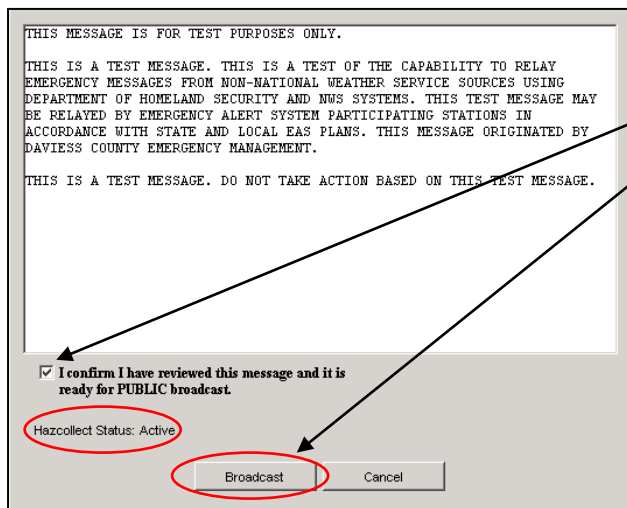 THIS MESSAGE IS FOR TEST PURPOSES ONLY.
THIS IS A TEST MESSAGE. THIS IS A TEST OF THE CAPABILITY TO RELAY
EMERGENCY MESSAGES FROM NON-NATIONAL WEATHER SERVICE SOURCES USING
DEPARTMENT OF HOMELAND SECURITY AND NWS SYSTEMS. THIS TEST MESSAGE MAY
BE RELAYED BY EMERGENCY ALERT SYSTEM PARTICIPATING STATIONS IN
ACCORDANCE WITH STATE AND LOCAL EAS PLANS. THIS MESSAGE ORIGINATED BY
DAVIESS COUNTY EMERGENCY MANAGEMENT.
THIS IS A TEST MESSAGE. DO NOT TAKE ACTION BASED ON THIS TEST MESSAGE.
I confirm I have reviewed this message and it is
ready for PUBLIC broadcast.
Hazcollect Status: Active
Broadcast Cancel